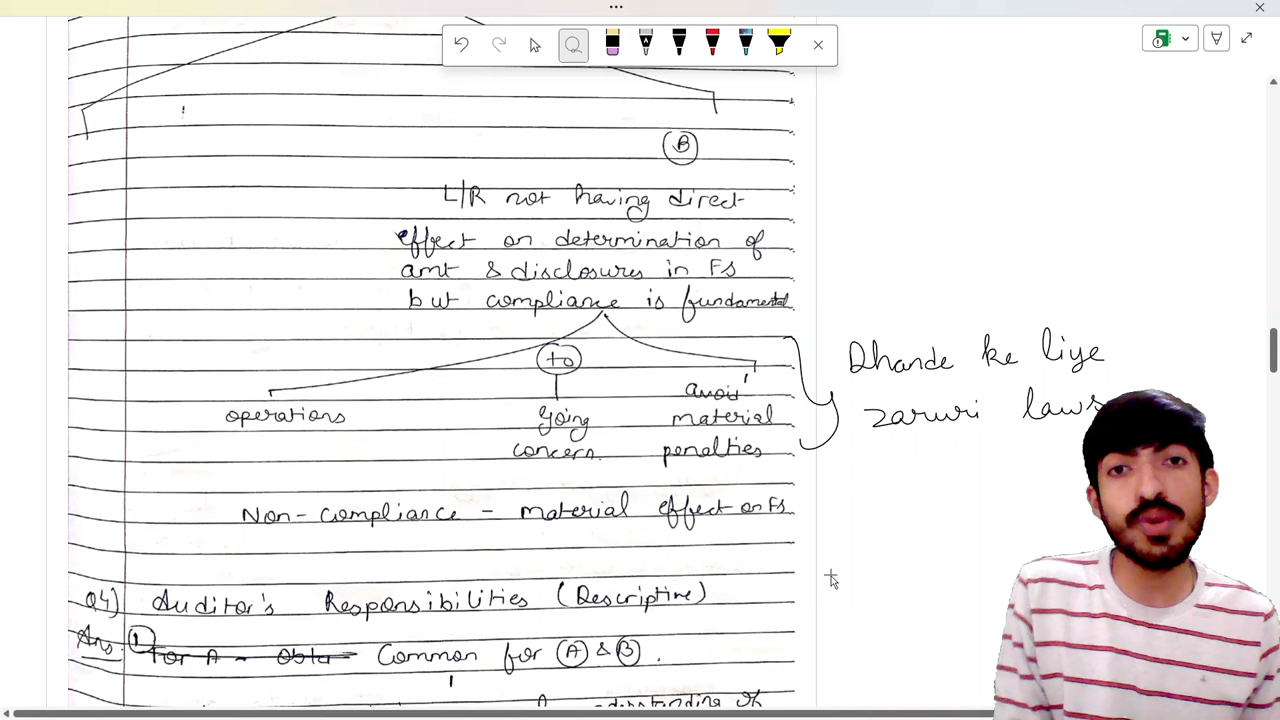 B
L/R not having direct
effect on determination of
amt & disclosures in FS
but compliance is fundamental
to
operations
going
concern.
avoid
material
penalties
Dhande ke liye
zaruri laws
Non-compliance - material effect on FS
Q4) Auditor's Responsibilities (Descriptive)
Ans. 1 For A - Obta Common for A & B.
A understanding of